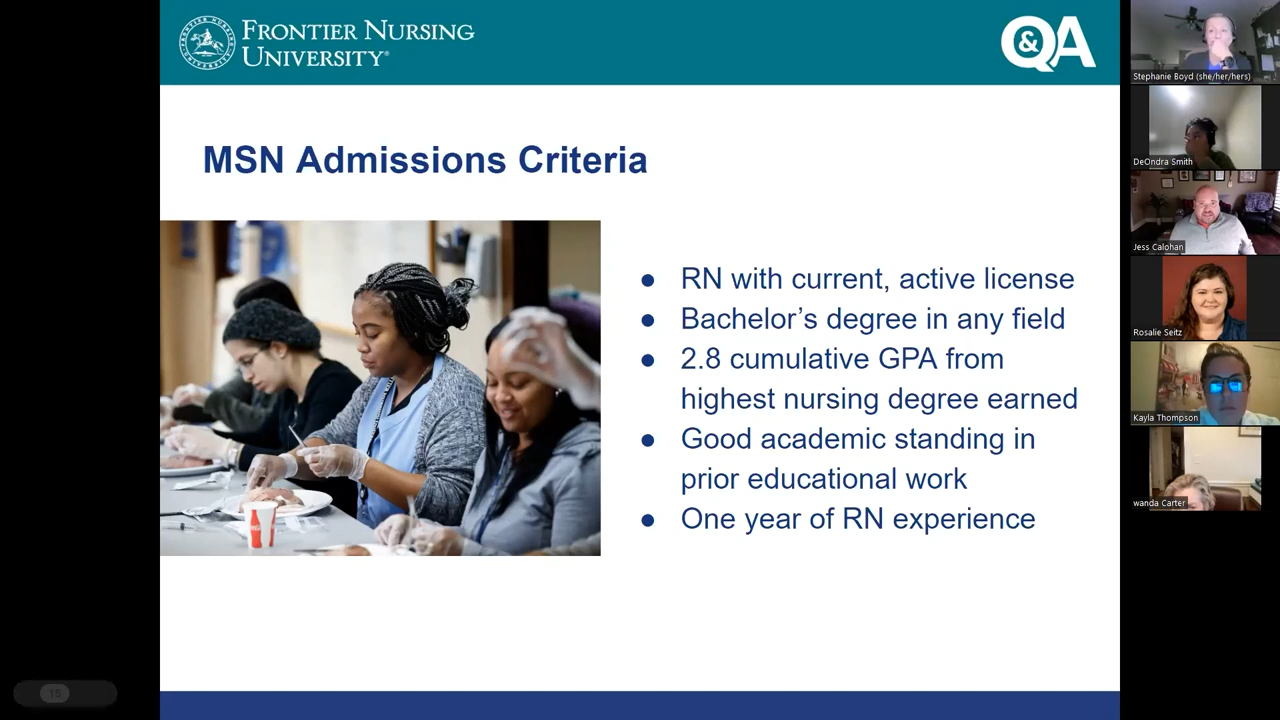 FRONTIER NURSING
UNIVERSITY®
Q&A
MSN Admissions Criteria
● RN with current, active license
● Bachelor’s degree in any field
● 2.8 cumulative GPA from
highest nursing degree earned
● Good academic standing in
prior educational work
● One year of RN experience
Stephanie Boyd (she/her/hers)
DeOndra Smith
Jess Calohan
Rosalie Seitz
Kayla Thompson
wanda Carter
15